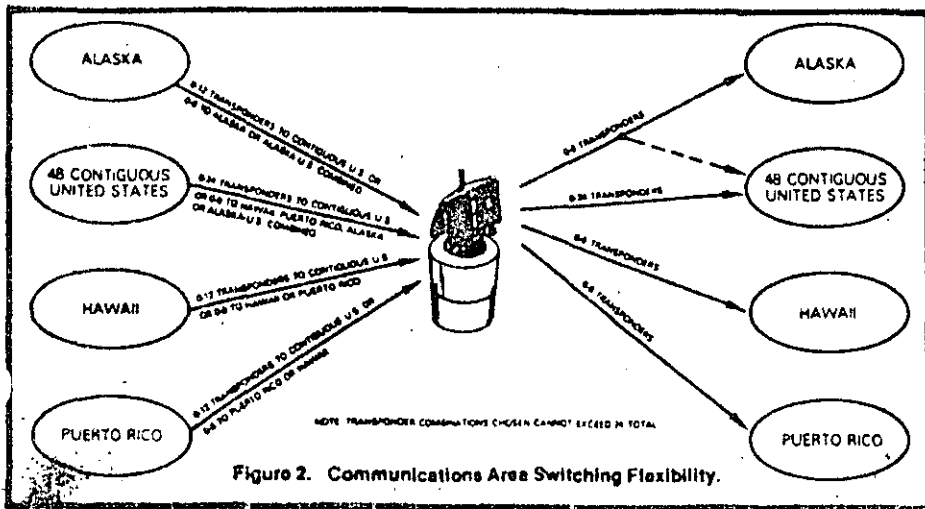 ALASKA
0-12 TRANSPONDERS TO CONTIGUOUS U.S. OR
0-6 TO ALASKA OR ALASKA-U.S. COMBINED
48 CONTIGUOUS
UNITED STATES
0-24 TRANSPONDERS TO CONTIGUOUS U.S.
OR 0-6 TO HAWAII, PUERTO RICO, ALASKA
OR ALASKA-U.S. COMBINED
HAWAII
0-12 TRANSPONDERS TO CONTIGUOUS U.S.
OR 0-6 TO HAWAII OR PUERTO RICO
PUERTO RICO
0-12 TRANSPONDERS TO CONTIGUOUS U.S. OR
0-6 TO PUERTO RICO OR HAWAII
ALASKA
0-6 TRANSPONDERS
48 CONTIGUOUS
UNITED STATES
0-24 TRANSPONDERS
HAWAII
0-6 TRANSPONDERS
PUERTO RICO
0-6 TRANSPONDERS
NOTE: TRANSPONDER COMBINATIONS CHOSEN CANNOT EXCEED 24 TOTAL
Figure 2. Communications Area Switching Flexibility.